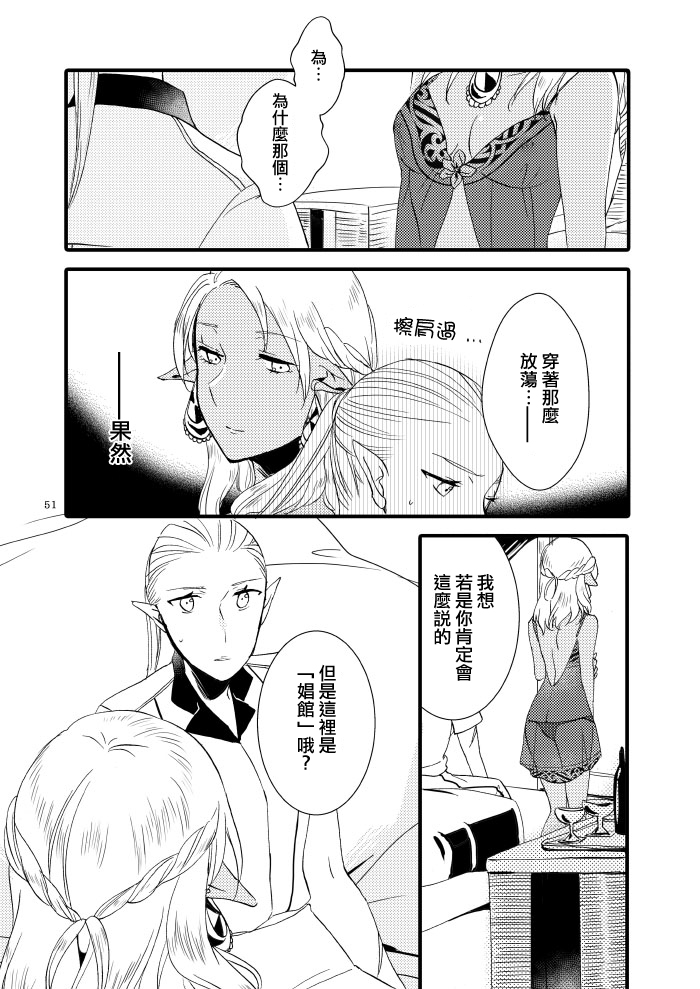 為…
為什麼那個…
穿著那麼
放蕩…——
擦肩過…
——果然
我想
若是你肯定會
這麼説的
但是這裡是
「娼館」哦？
51